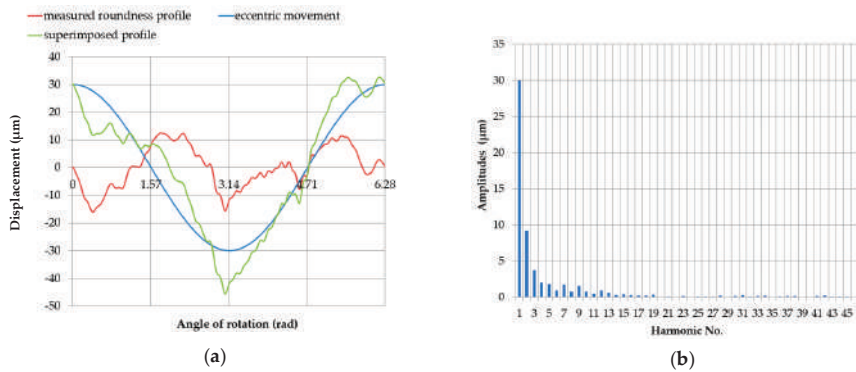 measured roundness profile
eccentric movement
superimposed profile
40
30
20
10
0
-10
-20
-30
-40
-50
0
1.57
3.14
4.71
6.28
Displacement (µm)
Angle of rotation (rad)
(a)
35
30
25
20
15
10
5
0
1 3 5 7 9 11 13 15 17 19 21 23 25 27 29 31 33 35 37 39 41 43 45
Amplitudes (µm)
Harmonic No.
(b)